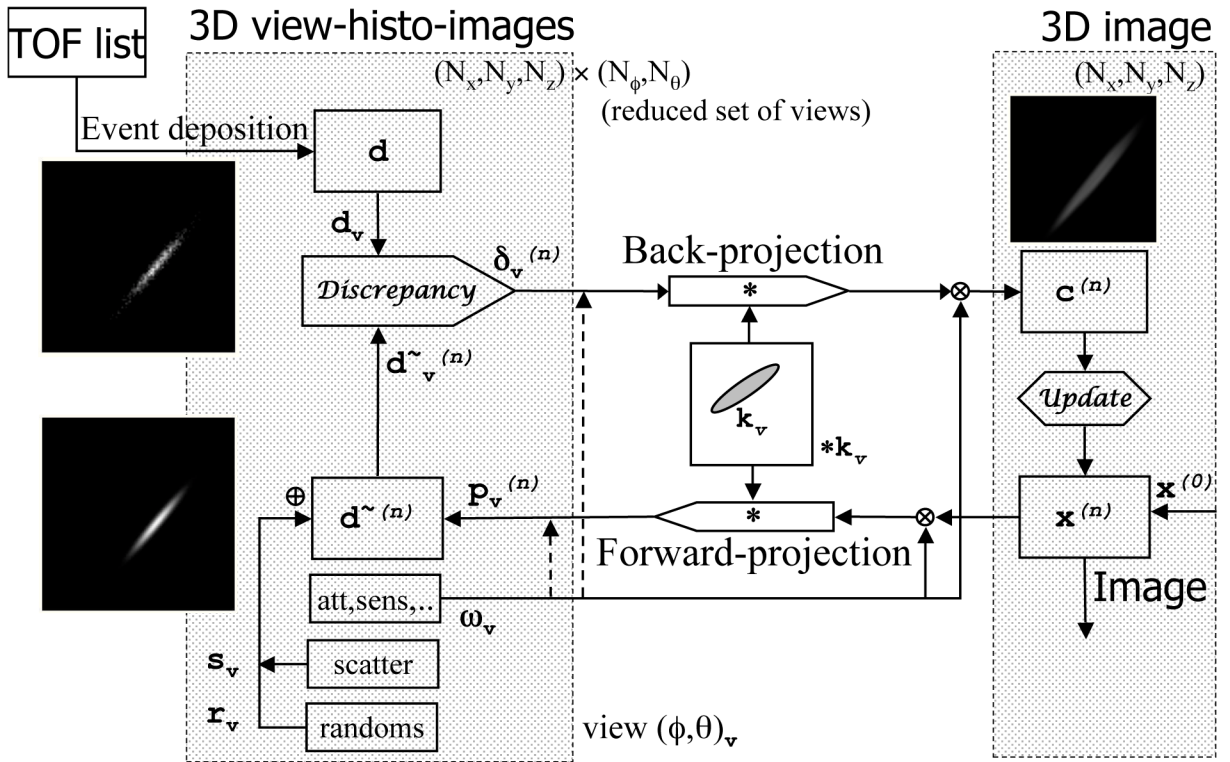 3D view-histo-images
3D image
TOF list
(Nx,Ny,Nz) × (Nϕ,Nθ)
(reduced set of views)
(Nx,Ny,Nz)
Event deposition
d
dv
δv(n)
Back-projection
Discrepancy
*
c(n)
d~v(n)
Update
kv
*kv
⊕
d~(n)
pv(n)
*
x(n)
x(0)
Forward-projection
Image
att,sens,..
ωv
sv
scatter
rv
randoms
view (ϕ,θ)v